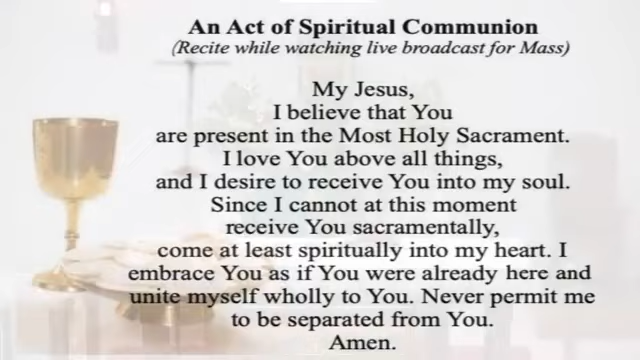 An Act of Spiritual Communion
(Recite while watching live broadcast for Mass)
My Jesus,
I believe that You
are present in the Most Holy Sacrament.
I love You above all things,
and I desire to receive You into my soul.
Since I cannot at this moment
receive You sacramentally,
come at least spiritually into my heart. I
embrace You as if You were already here and
unite myself wholly to You. Never permit me
to be separated from You.
Amen.